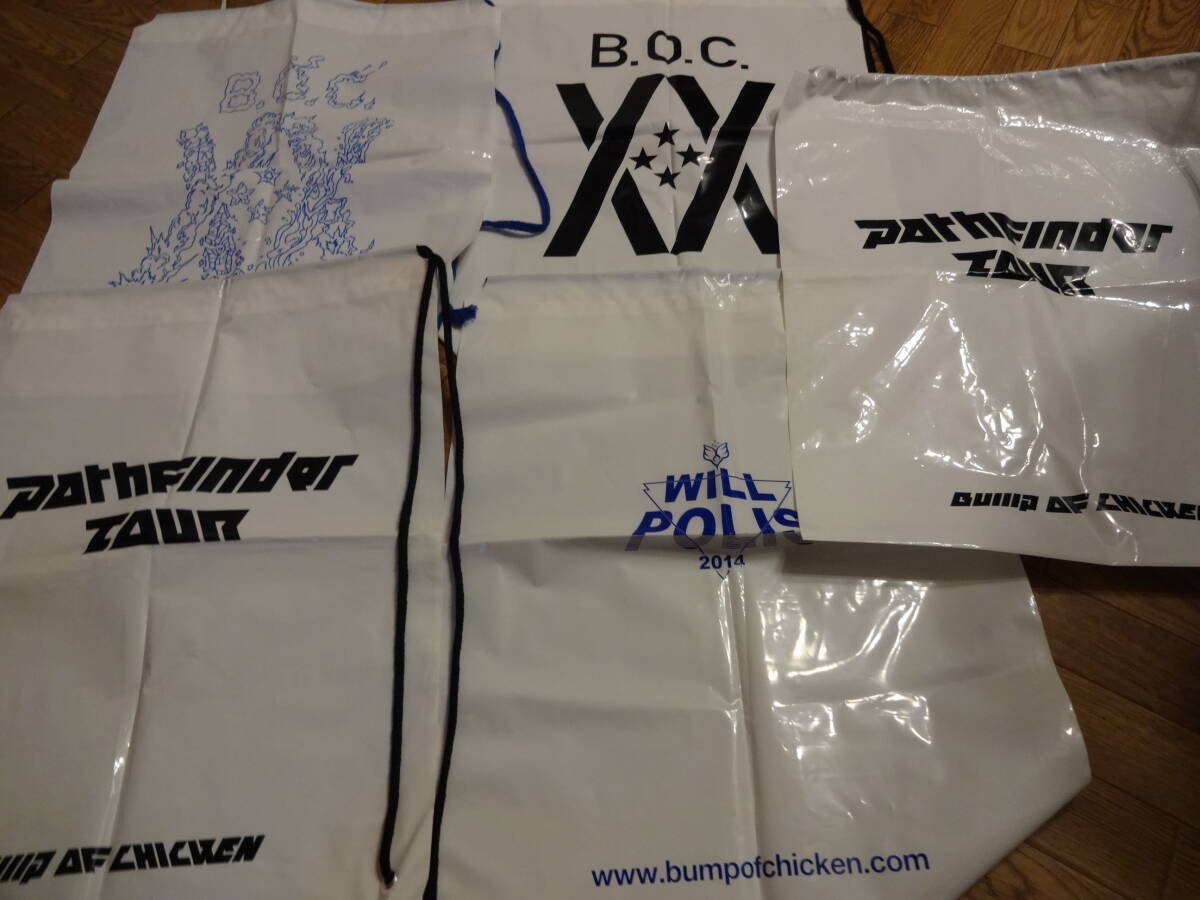 B.O.C.
B.O.C.
XX
PATHFINDER
TOUR
PATHFINDER
TOUR
WILL
POLIS
2014
BUMP OF CHICKEN
BUMP OF CHICKEN
www.bumpofchicken.com